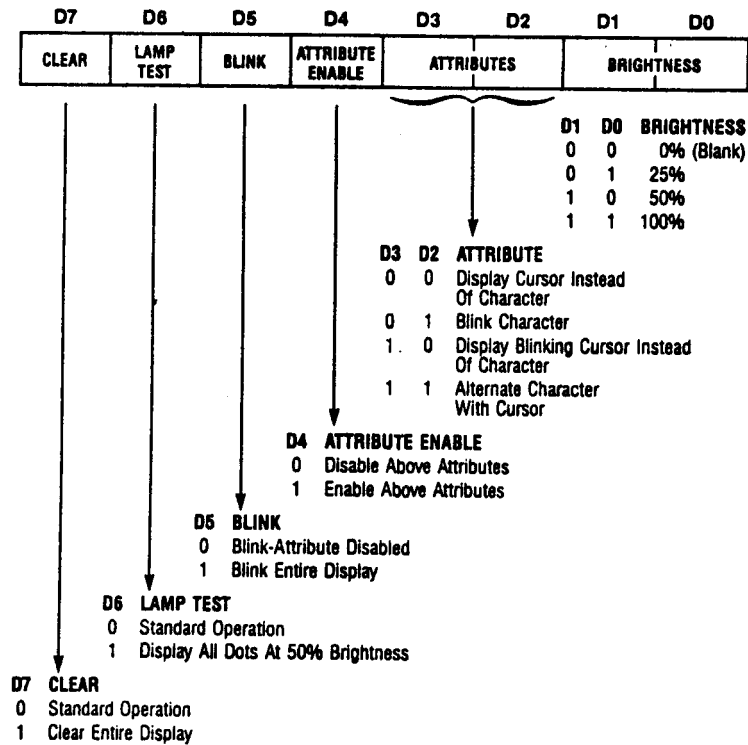 D7 D6 D5 D4 D3 D2 D1 D0
CLEAR LAMP TEST BLINK ATTRIBUTE ENABLE ATTRIBUTES BRIGHTNESS
D1 D0 BRIGHTNESS
0 0 0% (Blank)
0 1 25%
1 0 50%
1 1 100%
D3 D2 ATTRIBUTE
0 0 Display Cursor Instead
Of Character
0 1 Blink Character
1 0 Display Blinking Cursor Instead
Of Character
1 1 Alternate Character
With Cursor
D4 ATTRIBUTE ENABLE
0 Disable Above Attributes
1 Enable Above Attributes
D5 BLINK
0 Blink-Attribute Disabled
1 Blink Entire Display
D6 LAMP TEST
0 Standard Operation
1 Display All Dots At 50% Brightness
D7 CLEAR
0 Standard Operation
1 Clear Entire Display